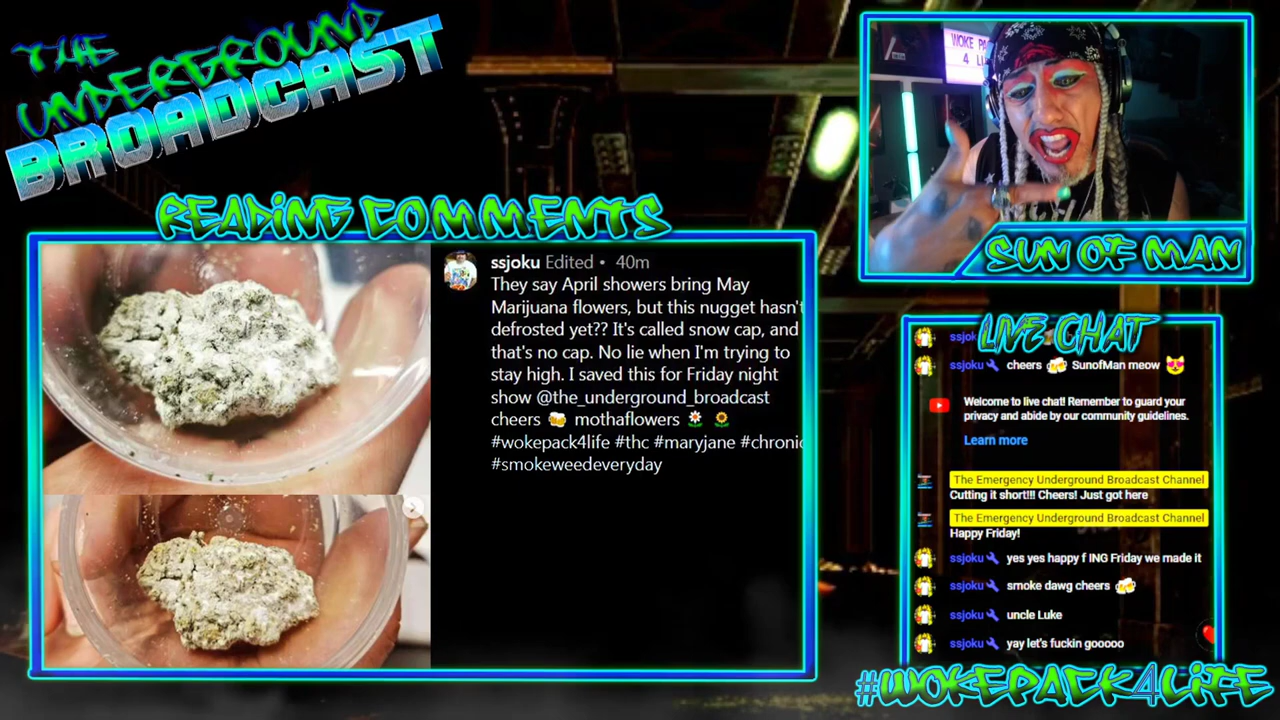 THE
UNDERGROUND
BROADCAST
READING COMMENTS
ssjoku Edited • 40m
They say April showers bring May
Marijuana flowers, but this nugget hasn't
defrosted yet?? It's called snow cap, and
that's no cap. No lie when I'm trying to
stay high. I saved this for Friday night
show @the_underground_broadcast
cheers 🍻 mothaflowers 🌼 🌻
#wokepack4life #thc #maryjane #chronic
#smokeweedeveryday
WOKE PA
4 LI
SUN OF MAN
LIVE CHAT
ssjok
ssjoku cheers 🍻 SunofMan meow 😻
Welcome to live chat! Remember to guard your
privacy and abide by our community guidelines.
Learn more
The Emergency Underground Broadcast Channel
Cutting it short!!! Cheers! Just got here
The Emergency Underground Broadcast Channel
Happy Friday!
ssjoku yes yes happy f ING Friday we made it
ssjoku smoke dawg cheers 🍻
ssjoku uncle Luke
ssjoku yay let's fuckin gooooo
#WOKEPACK4LIFE